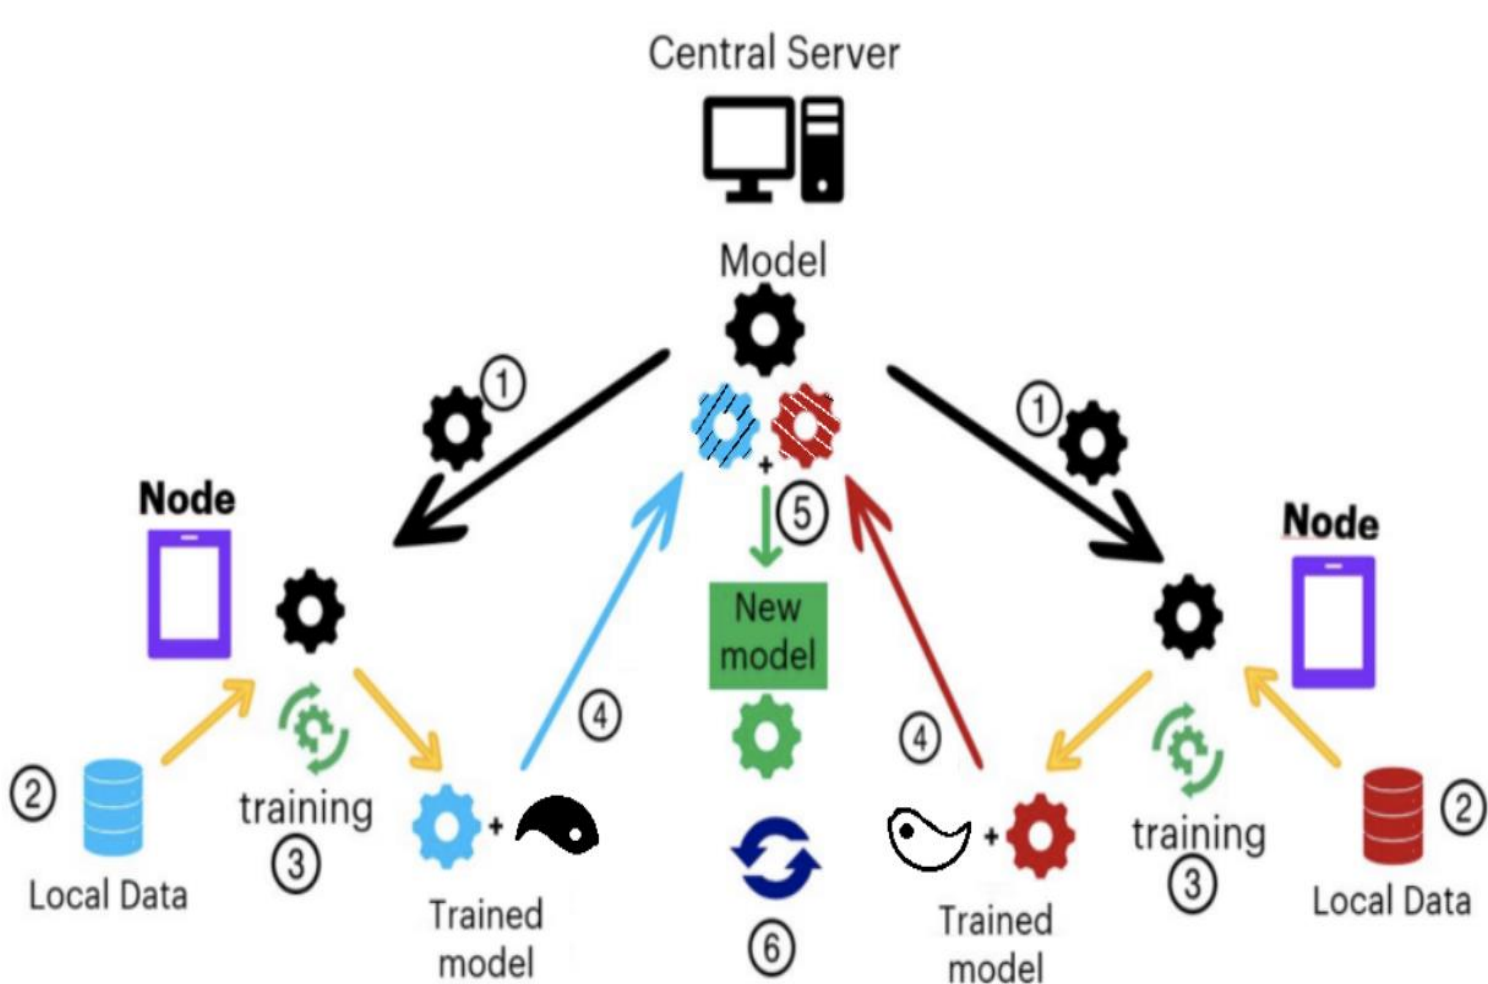 Central Server
Model
1
1
Node
Node
5
New
model
4
4
2
Local Data
training
3
+
Trained
model
+
6
+
Trained
model
training
3
2
Local Data